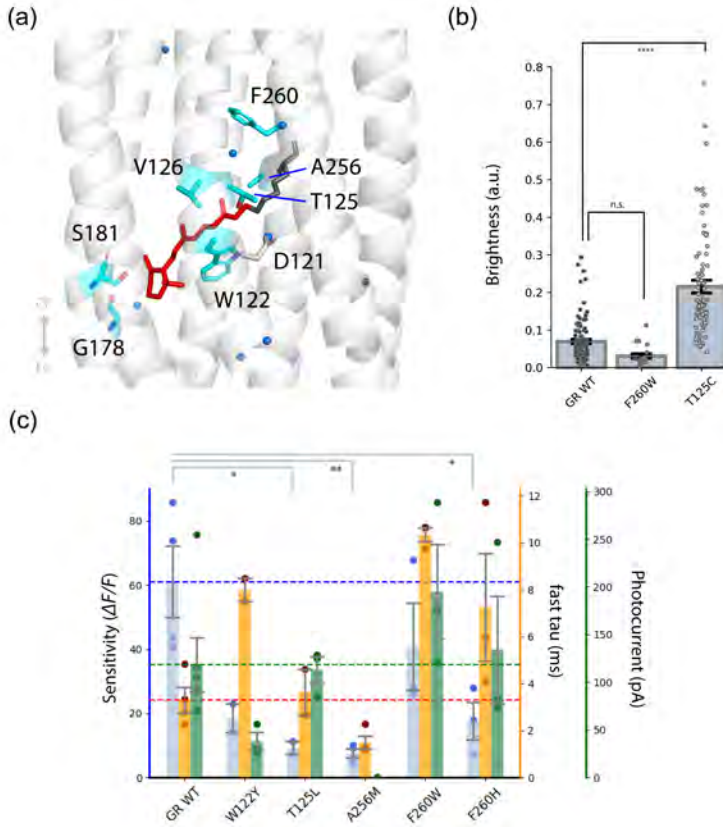 (a)
F260
V126
A256
T125
S181
D121
W122
G178
(b)
Brightness (a.u.)
0.8
0.7
0.6
0.5
0.4
0.3
0.2
0.1
0.0
****
n.s.
GR WT
F260W
T125C
(c)
*
**
*
Sensitivity (ΔF/F)
80
60
40
20
0
fast tau (ms)
12
10
8
6
4
2
0
Photocurrent (pA)
300
250
200
150
100
50
0
GR WT
W122Y
T125L
A256M
F260W
F260H